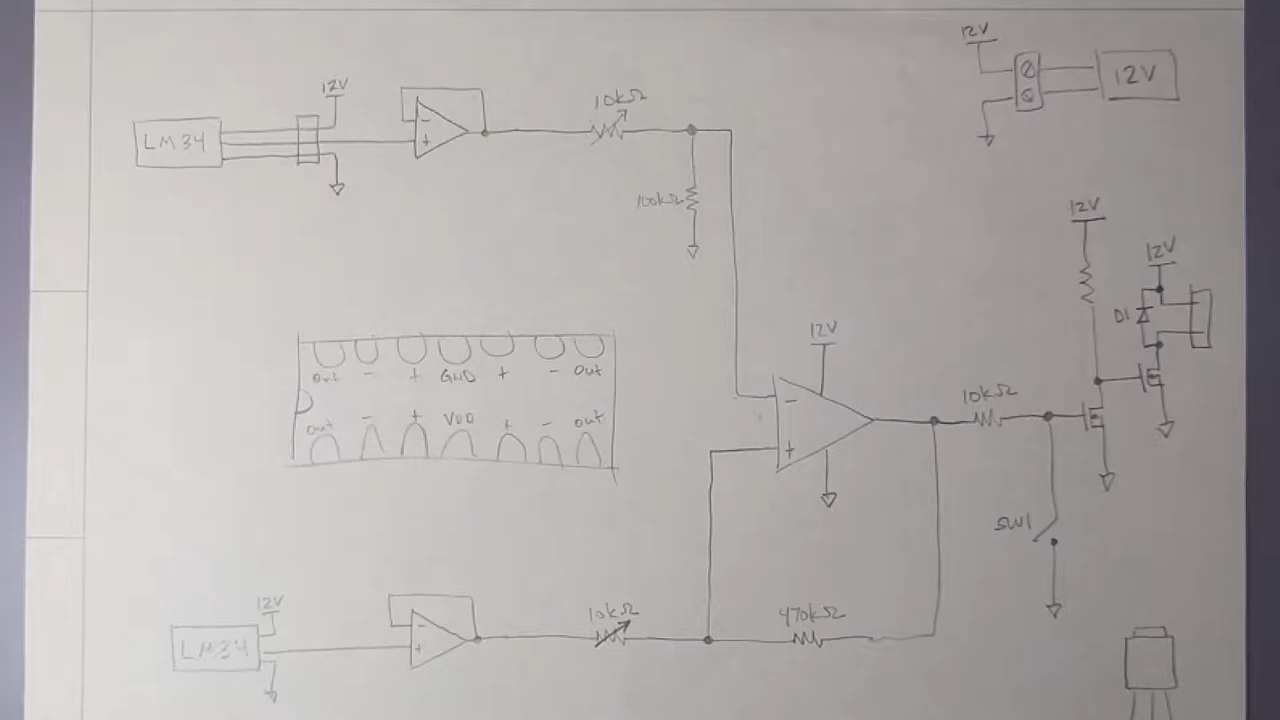 12V
12V
12V
LM34
10kΩ
-
+
100kΩ
12V
12V
D1
12V
Out - + GND + - Out
Out - + VDD + - Out
-
+
10kΩ
SW1
12V
LM34
-
+
10kΩ
470kΩ